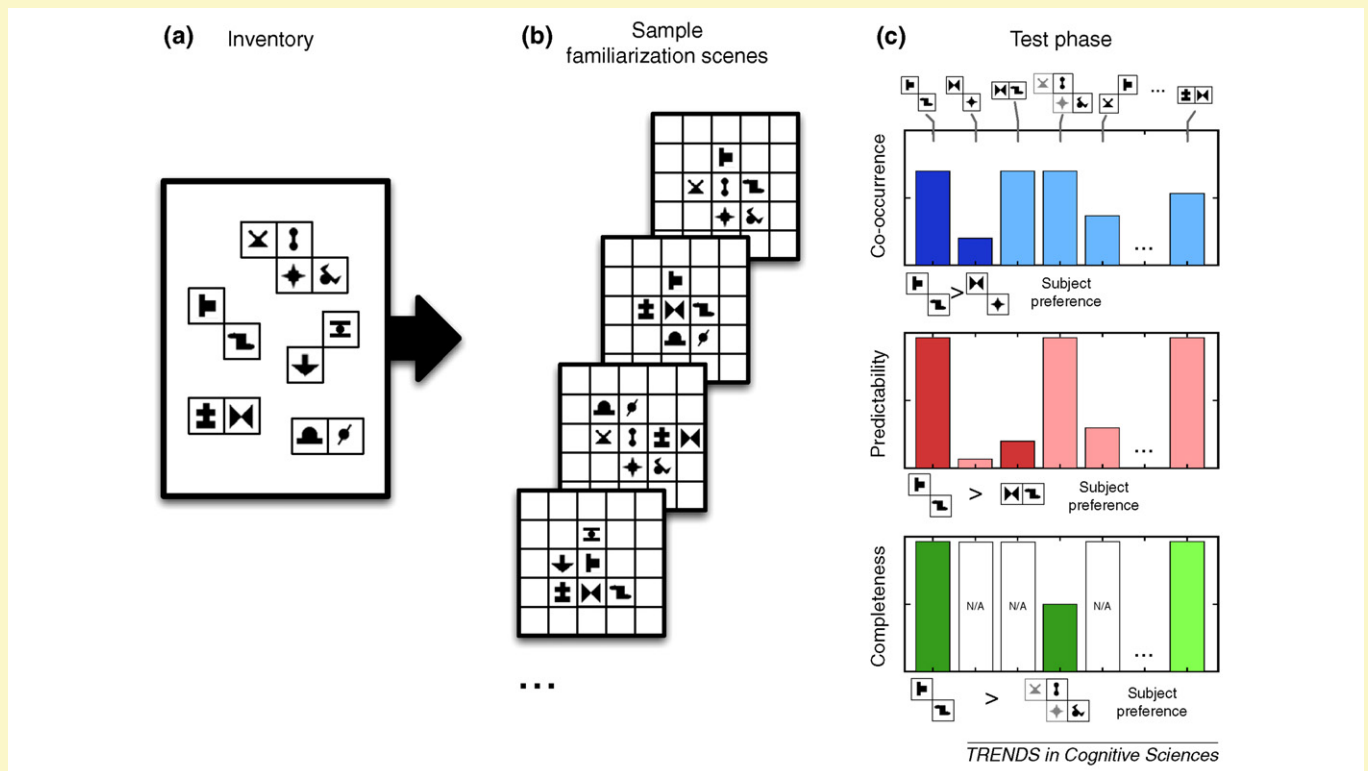 (a) Inventory
(b) Sample
familiarization scenes
...
(c) Test phase
...
Co-occurrence
...
>
Subject
preference
Predictability
...
>
Subject
preference
Completeness
N/A
N/A
N/A
...
>
Subject
preference
TRENDS in Cognitive Sciences